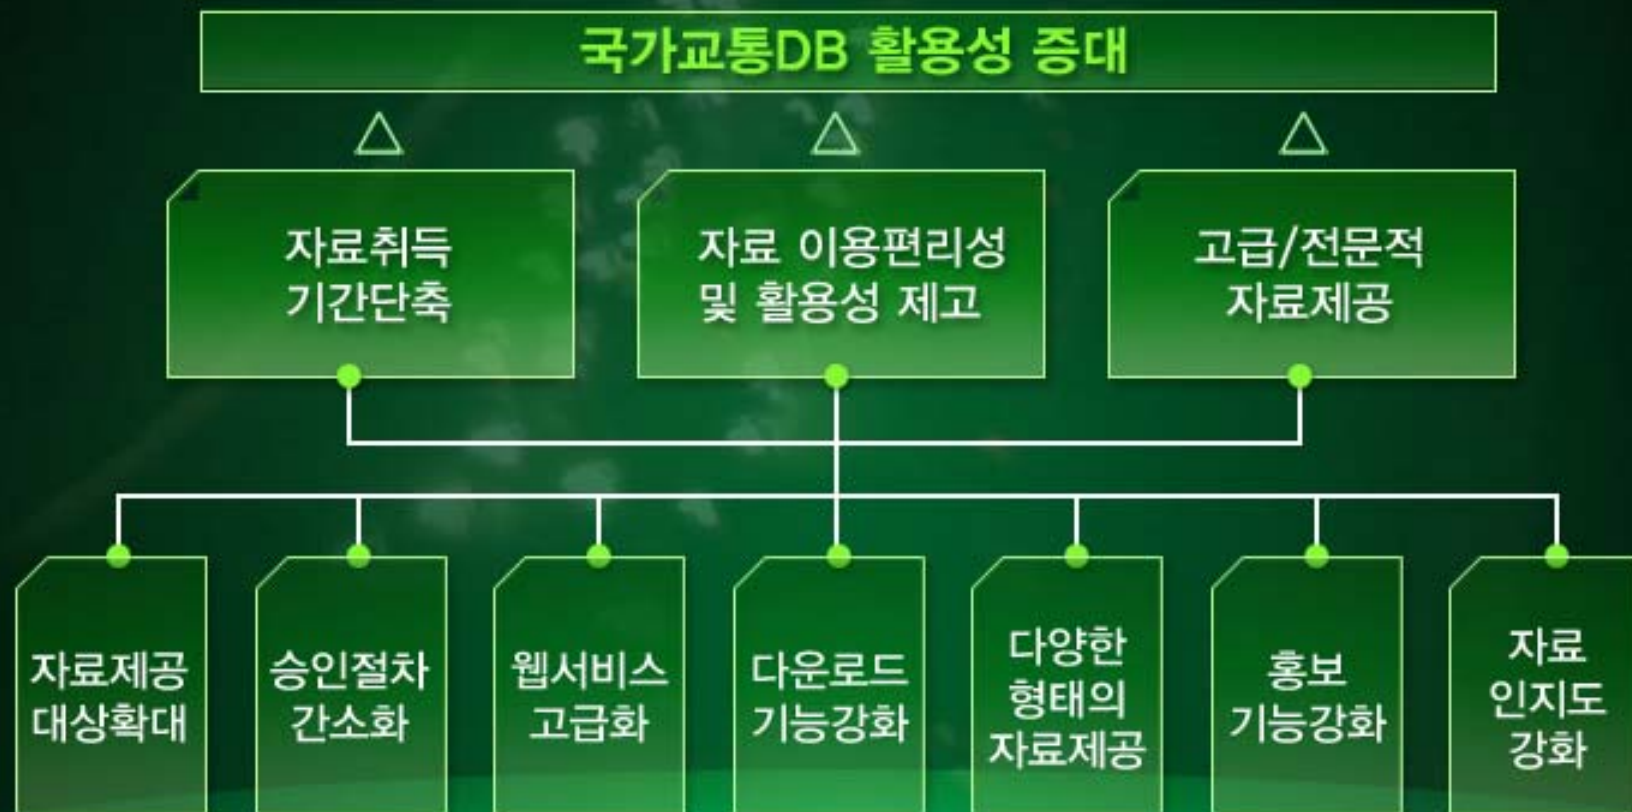 국가교통DB 활용성 증대
자료취득
기간단축
자료 이용편리성
및 활용성 제고
고급/전문적
자료제공
자료제공
대상확대
승인절차
간소화
웹서비스
고급화
다운로드
기능강화
다양한
형태의
자료제공
홍보
기능강화
자료
인지도
강화